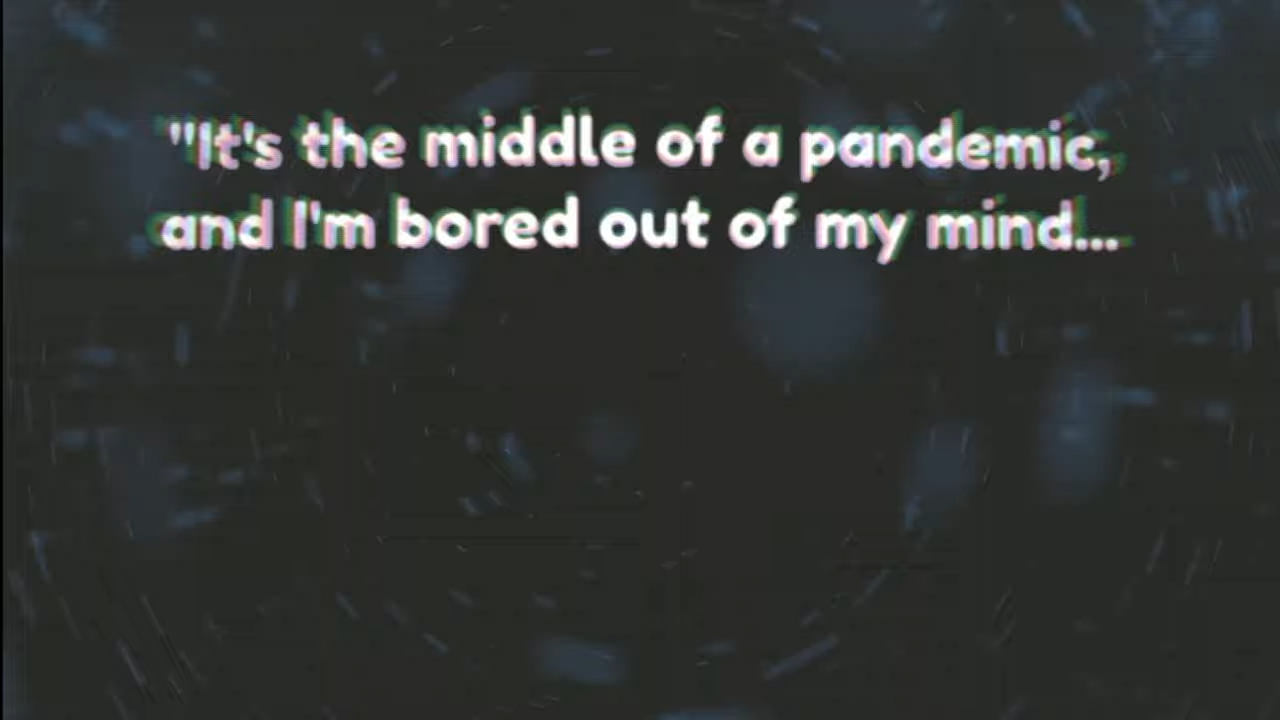 "It's the middle of a pandemic,
and I'm bored out of my mind...